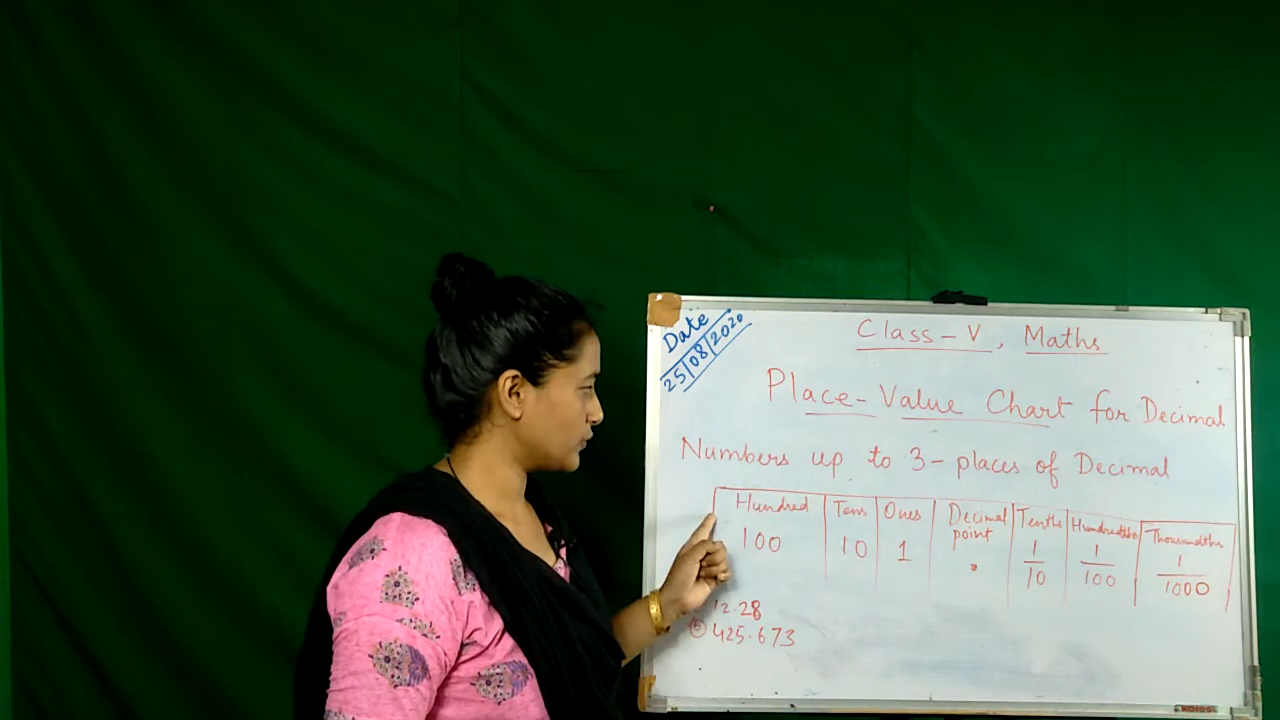 Date
25/08/2020
Class-V, Maths
Place-Value Chart for Decimal
Numbers up to 3-places of Decimal
Hundred Tens Ones Decimal point Tenths Hundredths Thousandths
100 10 1 . 1/10 1/100 1/1000
12.28
b 425.673
KOLOSI